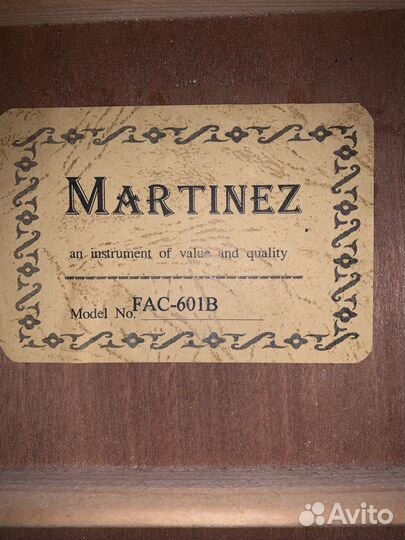 MARTINEZ
an instrument of value and quality
Model No. FAC-601B
Avito